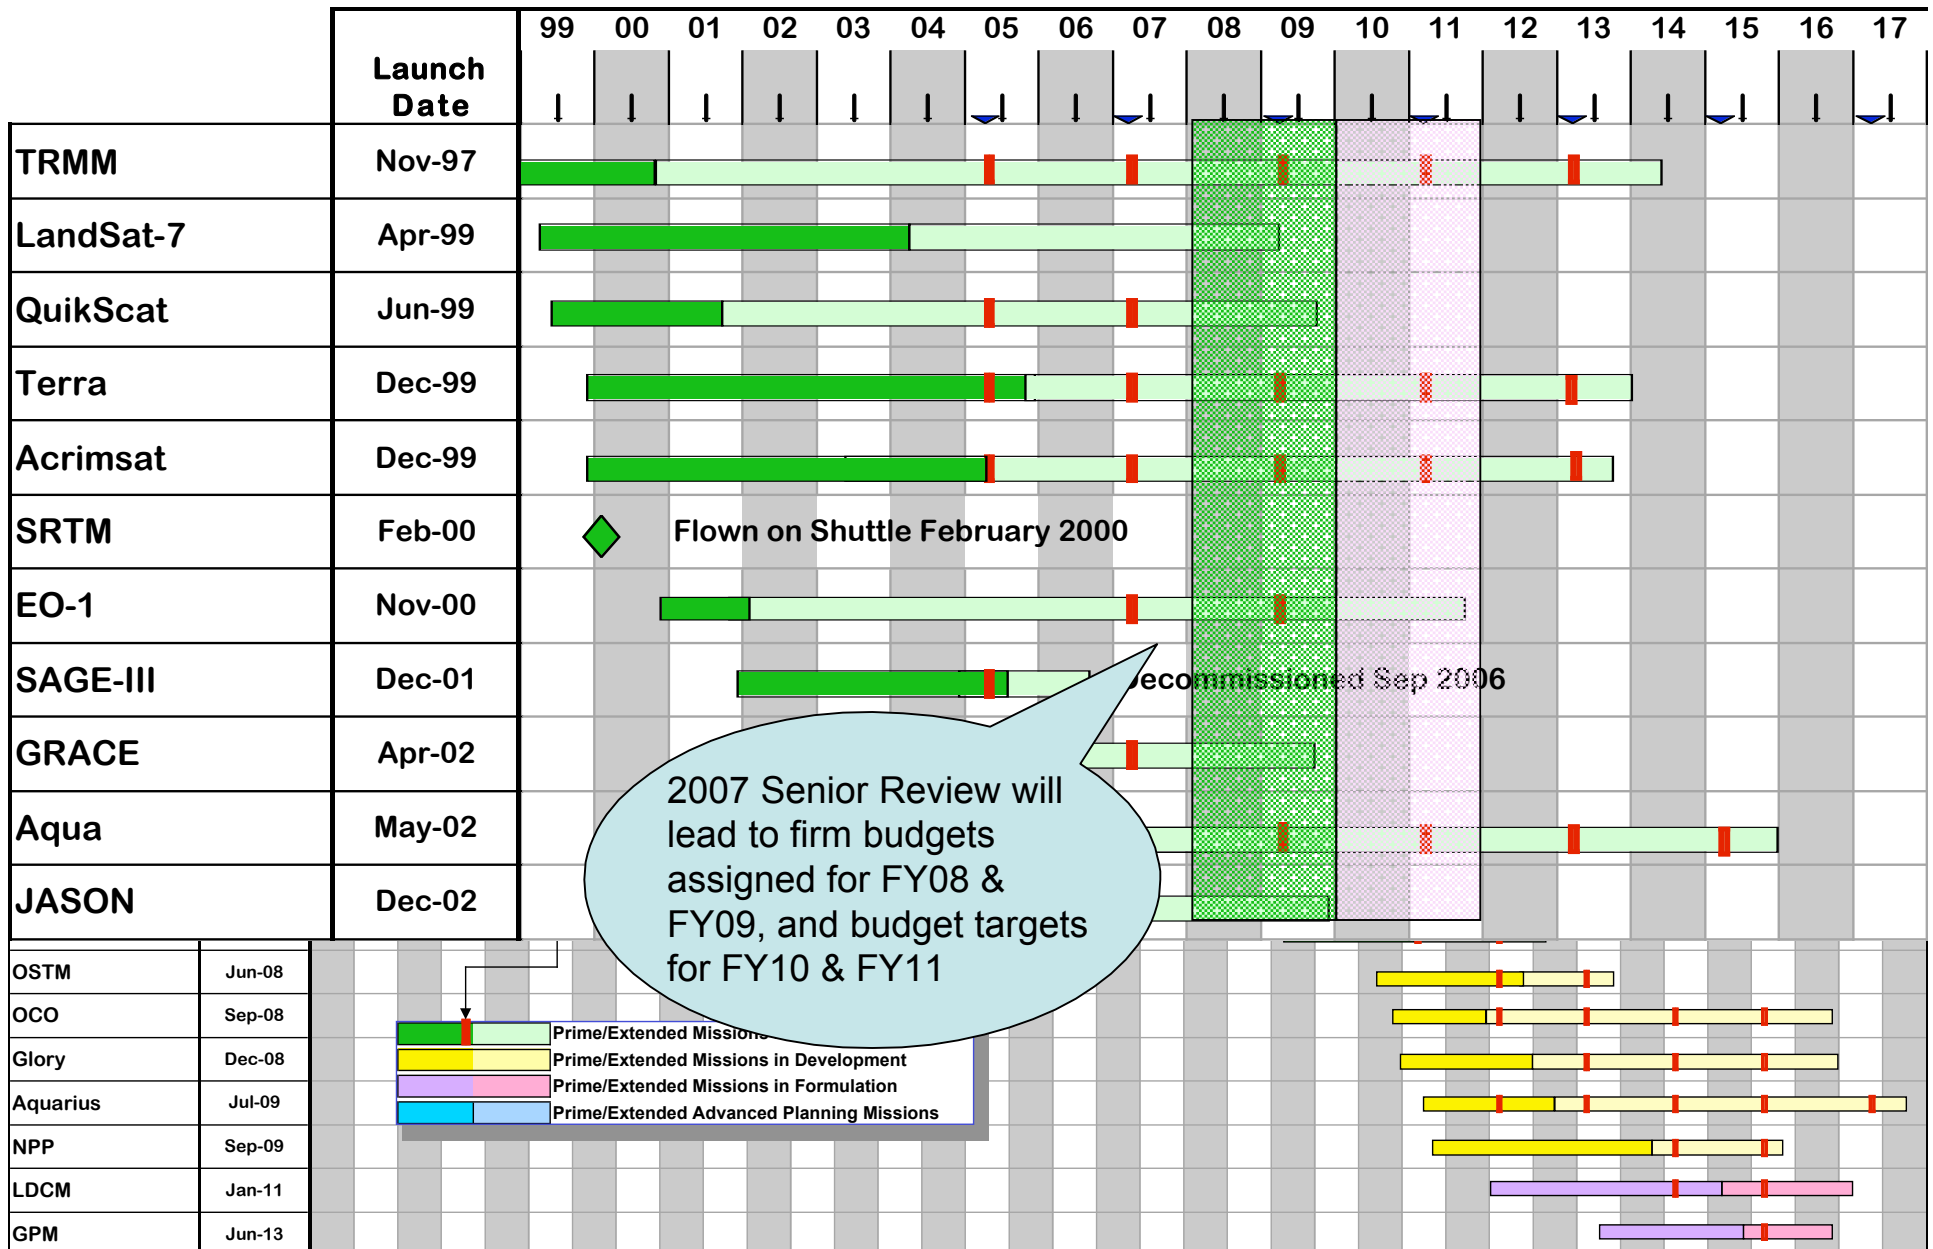 99 00 01 02 03 04 05 06 07 08 09 10 11 12 13 14 15 16 17
Launch
Date
TRMM Nov-97
LandSat-7 Apr-99
QuikScat Jun-99
Terra Dec-99
Acrimsat Dec-99
SRTM Feb-00 Flown on Shuttle February 2000
EO-1 Nov-00
SAGE-III Dec-01 Decommissioned Sep 2006
GRACE Apr-02
Aqua May-02
JASON Dec-02
2007 Senior Review will
lead to firm budgets
assigned for FY08 &
FY09, and budget targets
for FY10 & FY11
OSTM Jun-08
OCO Sep-08
Glory Dec-08
Aquarius Jul-09
NPP Sep-09
LDCM Jan-11
GPM Jun-13
Prime/Extended Missions
Prime/Extended Missions in Development
Prime/Extended Missions in Formulation
Prime/Extended Advanced Planning Missions